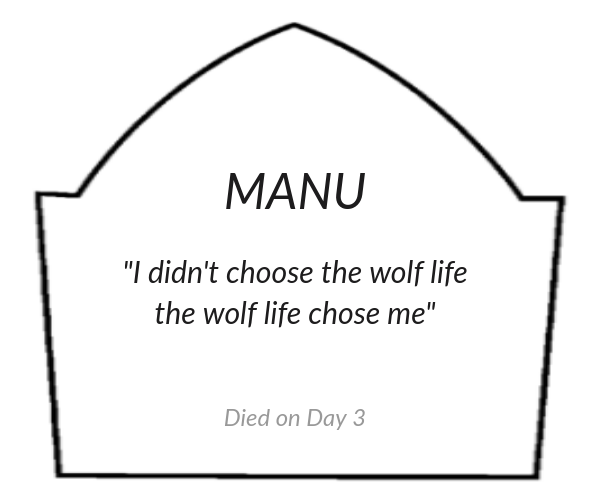 MANU
"I didn't choose the wolf life
the wolf life chose me"
Died on Day 3